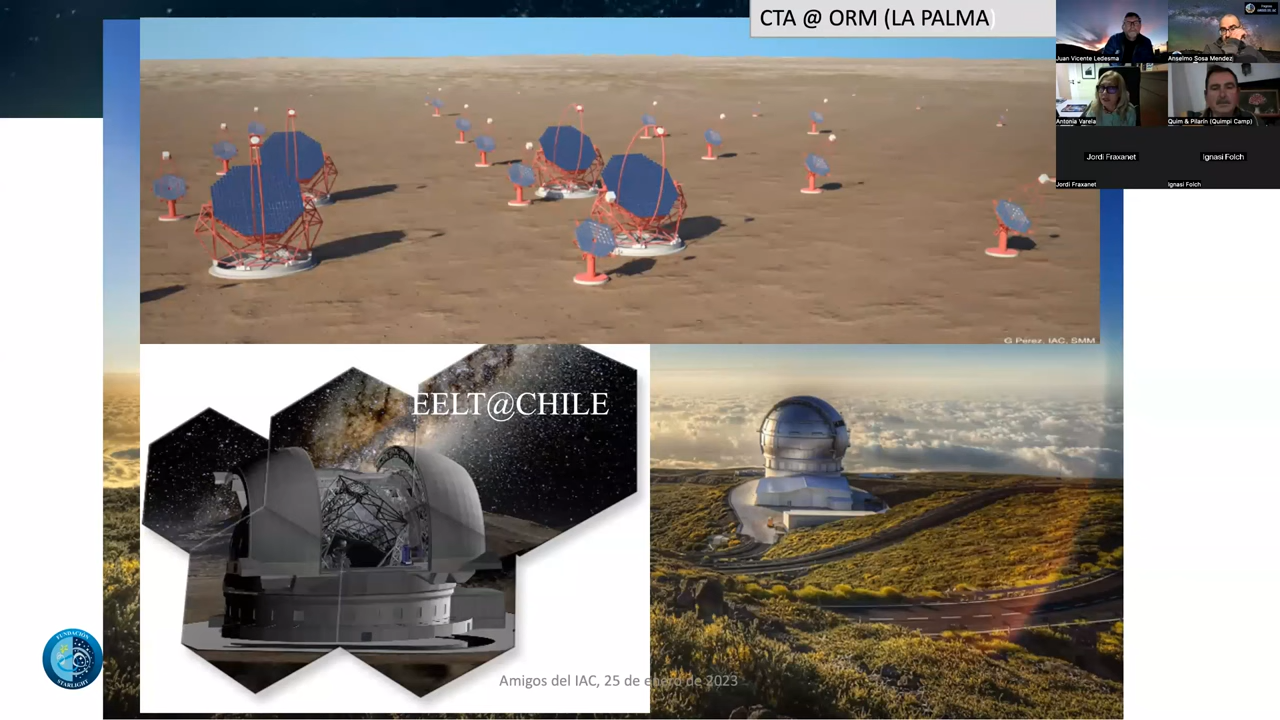 CTA @ ORM (LA PALMA)
Juan Vicente Ledesma
Anselmo Sosa Mendez
Antonia Varela
Quim & Pilarín (Quimpi Camp)
Jordi Fraxanet
Ignasi Folch
Jordi Fraxanet
Ignasi Folch
G Perez, IAC, SMM
EELT@CHILE
FUNDACIÓN
STARLIGHT
Amigos del IAC, 25 de enero de 2023